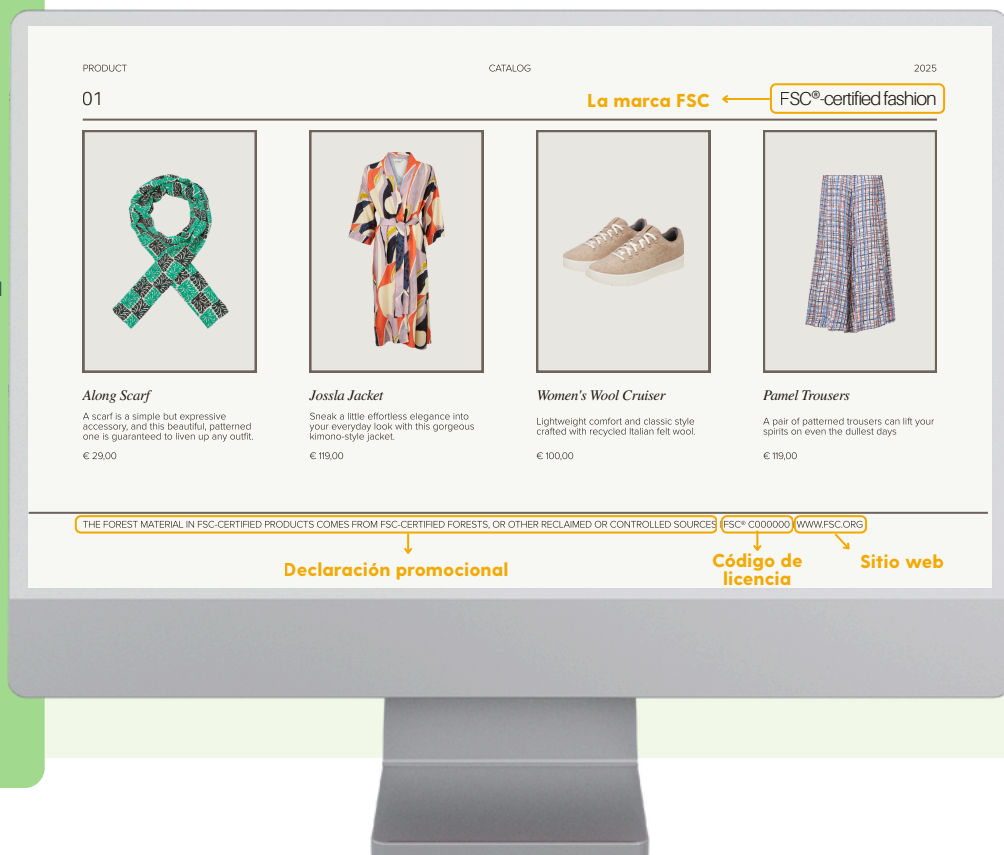 PRODUCT
CATALOG
2025
01
La marca FSC
FSC®-certified fashion
Along Scarf
A scarf is a simple but expressive
accessory, and this beautiful, patterned
one is guaranteed to liven up any outfit.
€ 29,00
Jossla Jacket
Sneak a little effortless elegance into
your everyday look with this gorgeous
kimono-style jacket.
€ 119,00
Women's Wool Cruiser
Lightweight comfort and classic style
crafted with recycled Italian felt wool.
€ 100,00
Pamel Trousers
A pair of patterned trousers can lift your
spirits on even the dullest days
€ 119,00
THE FOREST MATERIAL IN FSC-CERTIFIED PRODUCTS COMES FROM FSC-CERTIFIED FORESTS, OR OTHER RECLAIMED OR CONTROLLED SOURCES
FSC® C000000
WWW.FSC.ORG
Declaración promocional
Código de
licencia
Sitio web